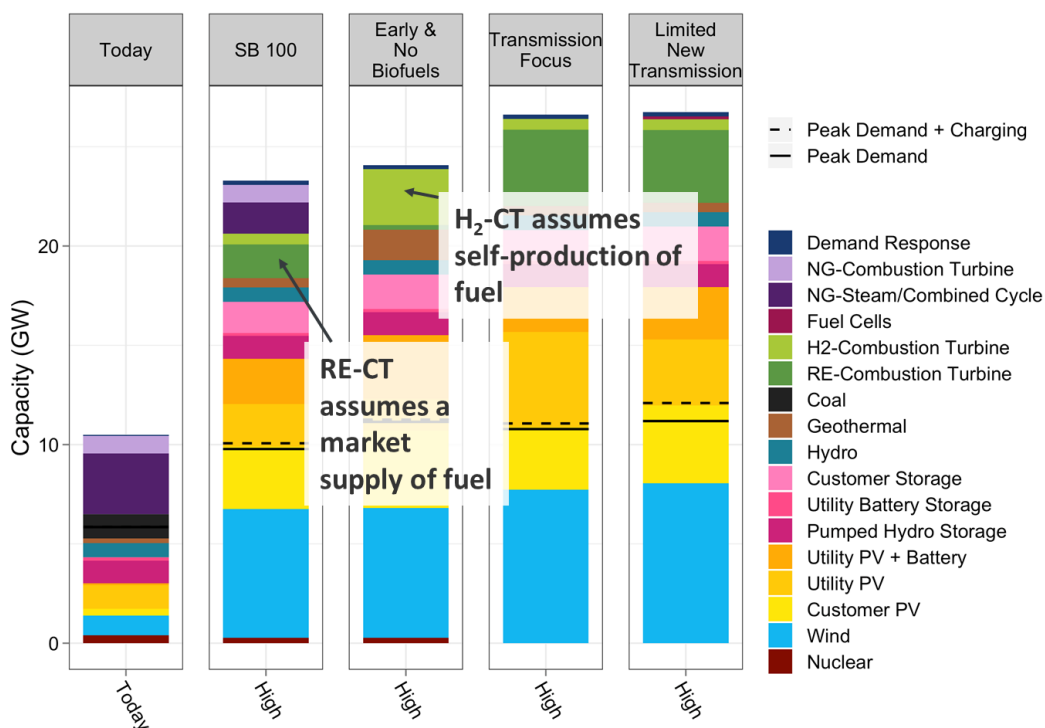 Today
SB 100
Early &
No
Biofuels
Transmission
Focus
Limited
New
Transmission
Capacity (GW)
20
10
0
H₂-CT assumes
self-production of
fuel
RE-CT
assumes a
market
supply of fuel
Today
High
High
High
High
Peak Demand + Charging
Peak Demand
Demand Response
NG-Combustion Turbine
NG-Steam/Combined Cycle
Fuel Cells
H2-Combustion Turbine
RE-Combustion Turbine
Coal
Geothermal
Hydro
Customer Storage
Utility Battery Storage
Pumped Hydro Storage
Utility PV + Battery
Utility PV
Customer PV
Wind
Nuclear